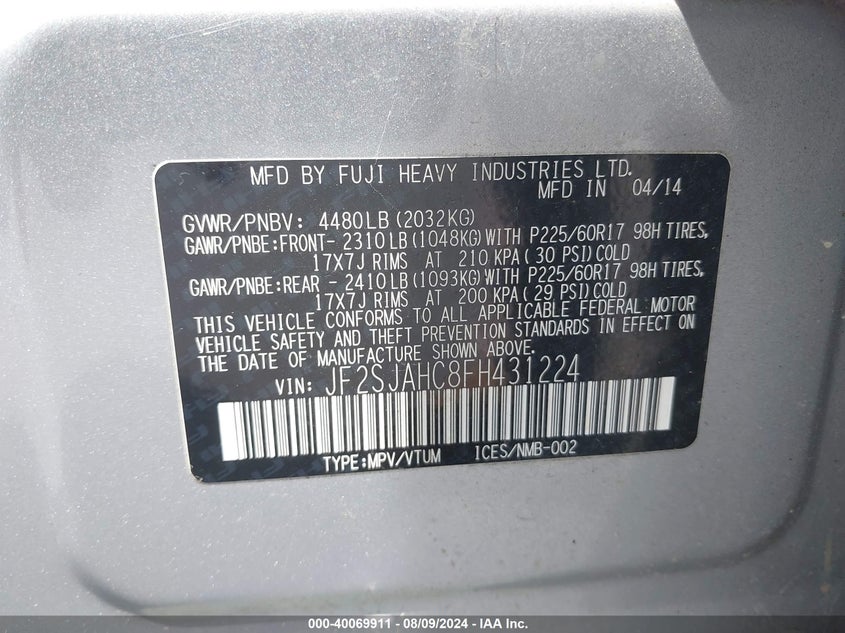 MFD BY FUJI HEAVY INDUSTRIES LTD.
MFD IN 04/14
GVWR/PNBV: 4480LB(2032KG)
GAWR/PNBE:FRONT- 2310LB(1048KG)WITH P225/60R17 98H TIRES,
17X7J RIMS AT 210 KPA(30 PSI)COLD
GAWR/PNBE:REAR - 2410LB(1093KG)WITH P225/60R17 98H TIRES,
17X7J RIMS AT 200 KPA(29 PSI)COLD
THIS VEHICLE CONFORMS TO ALL APPLICABLE FEDERAL MOTOR
VEHICLE SAFETY AND THEFT PREVENTION STANDARDS IN EFFECT ON
THE DATE OF MANUFACTURE SHOWN ABOVE.
VIN: JF2SJAHC8FH431224
TYPE:MPV/VTUM ICES/NMB-002
000-40069911 - 08/09/2024 - IAA Inc.